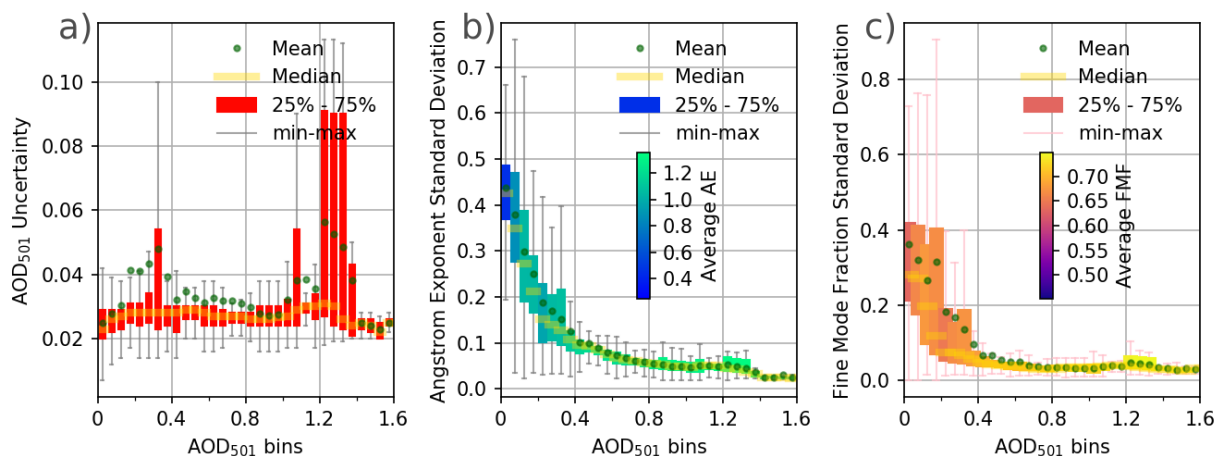 a)
AOD501 Uncertainty
0.10
0.08
0.06
0.04
0.02
Mean
Median
25% - 75%
min-max
0
0.4
0.8
1.2
1.6
AOD501 bins
b)
Angstrom Exponent Standard Deviation
0.7
0.6
0.5
0.4
0.3
0.2
0.1
0.0
Mean
Median
25% - 75%
min-max
1.2
1.0
0.8
0.6
0.4
Average AE
0
0.4
0.8
1.2
1.6
AOD501 bins
c)
Fine Mode Fraction Standard Deviation
0.8
0.6
0.4
0.2
0.0
Mean
Median
25% - 75%
min-max
0.70
0.65
0.60
0.55
0.50
Average FMF
0
0.4
0.8
1.2
1.6
AOD501 bins